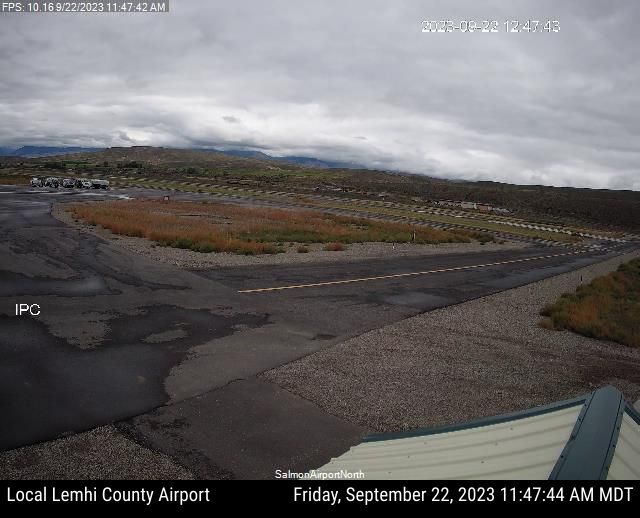 FPS: 10.16 9/22/2023 11:47:42 AM
2023-09-22 12:47:43
IPC
SalmonAirportNorth
Local Lemhi County Airport Friday, September 22, 2023 11:47:44 AM MDT